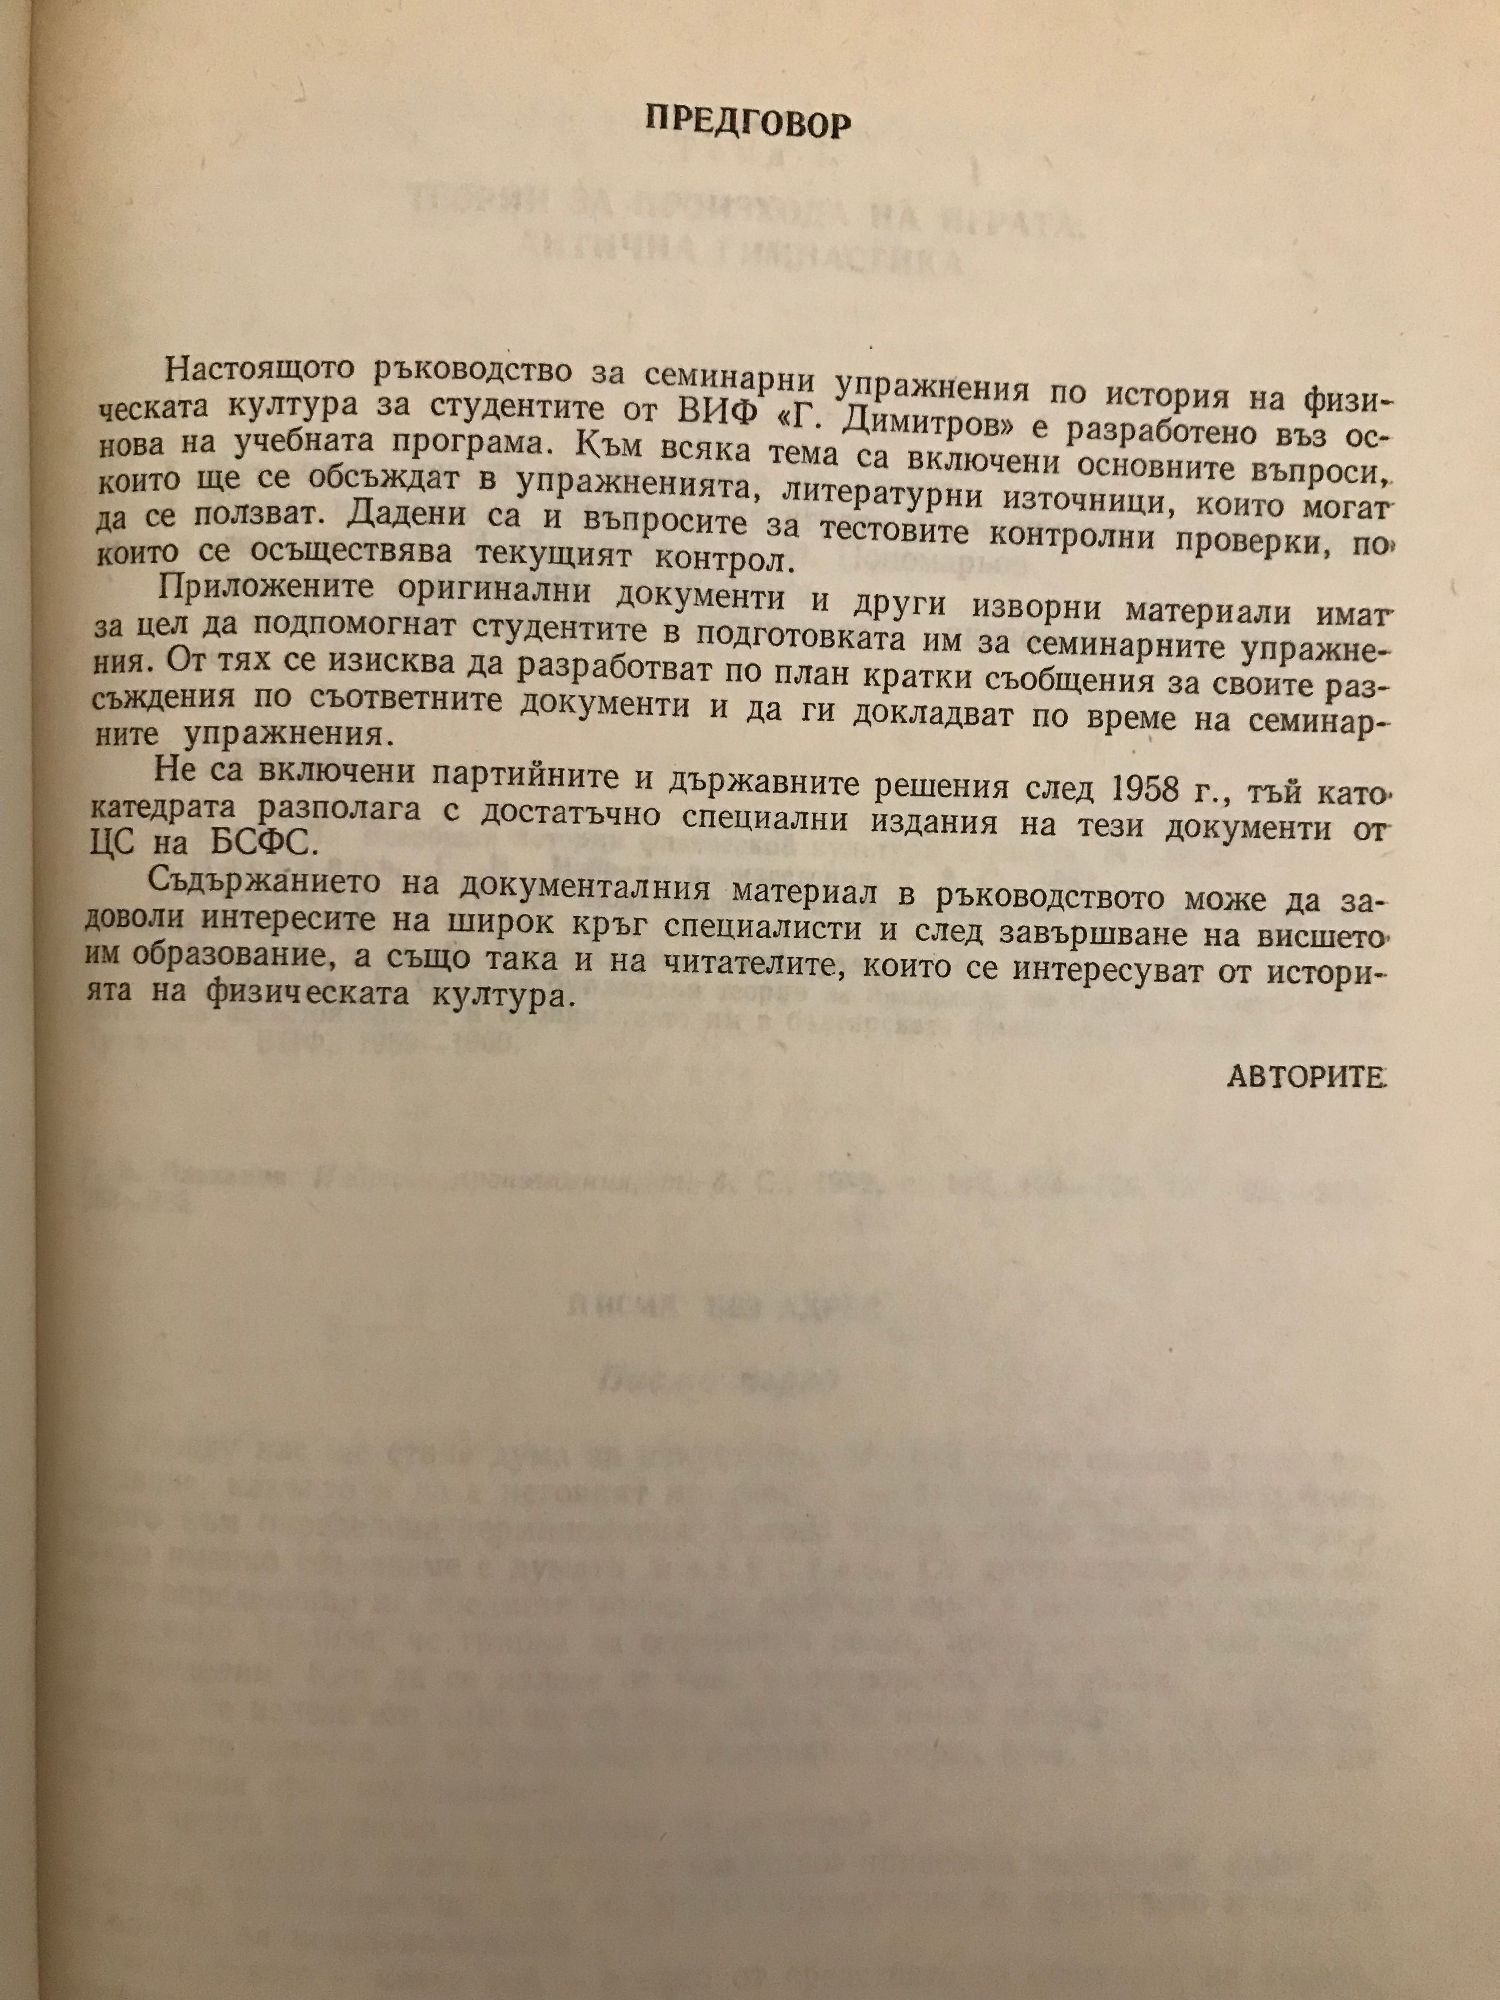 ПРЕДГОВОР
Настоящото ръководство за семинарни упражнения по история на физи-
ческата култура за студентите от ВИФ «Г. Димитров» е разработено въз ос-
нова на учебната програма. Към всяка тема са включени основните въпроси,
които ще се обсъждат в упражненията, литературни източници, които могат
да се ползват. Дадени са и въпросите за тестовите контролни проверки, по
които се осъществява текущият контрол.
Приложените оригинални документи и други изворни материали имат
за цел да подпомогнат студентите в подготовката им за семинарните упражне-
ния. От тях се изисква да разработват по план кратки съобщения за своите раз-
съждения по съответните документи и да ги докладват по време на семинар-
ните упражнения.
Не са включени партийните и държавните решения след 1958 г., тъй като
катедрата разполага с достатъчно специални издания на тези документи от
ЦС на БСФС.
Съдържанието на документалния материал в ръководството може да за-
доволи интересите на широк кръг специалисти и след завършване на висшето
им образование, а също така и на читателите, които се интересуват от истори-
ята на физическата култура.
АВТОРИТЕ